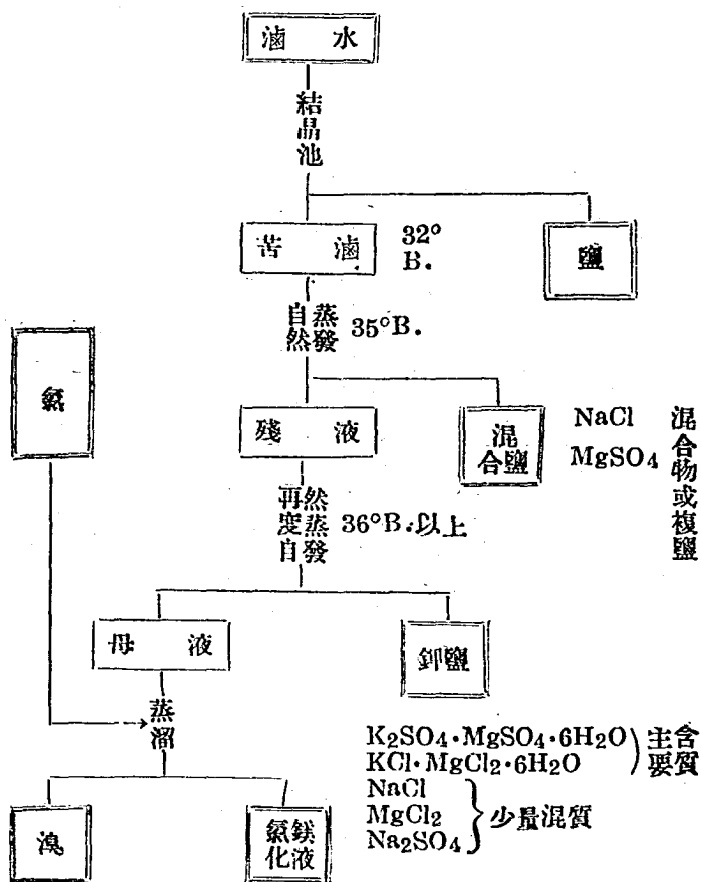 滷水
結晶池
苦滷
32°
B.
鹽
自然蒸發
35°B.
氯
殘液
混合鹽
NaCl
MgSO4
混合物或複鹽
再度自然蒸發
36°B.以上
母液
鉀鹽
蒸溜
K2SO4·MgSO4·6H2O
KCl·MgCl2·6H2O
主要含質
NaCl
MgCl2
Na2SO4
少量混質
溴
氯化鎂液